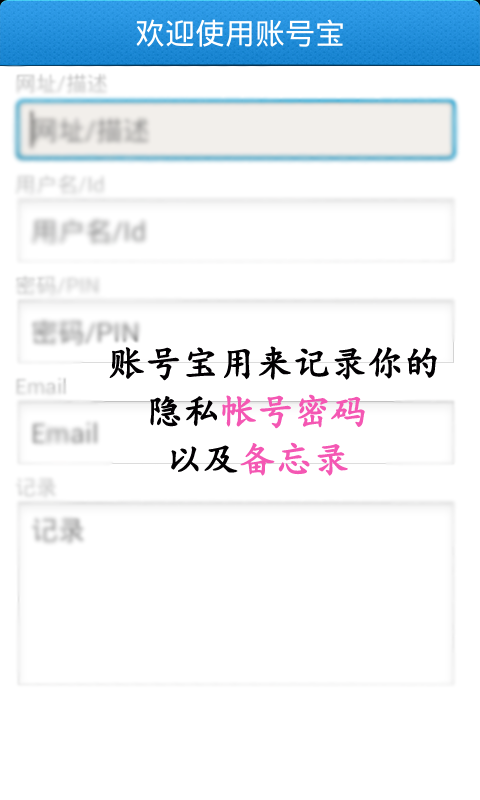 欢迎使用账号宝
网址/描述
网址/描述
用户名/Id
用户名/Id
密码/PIN
密码/PIN
账号宝用来记录你的
Email
隐私帐号密码
Email
以及备忘录
记录
记录